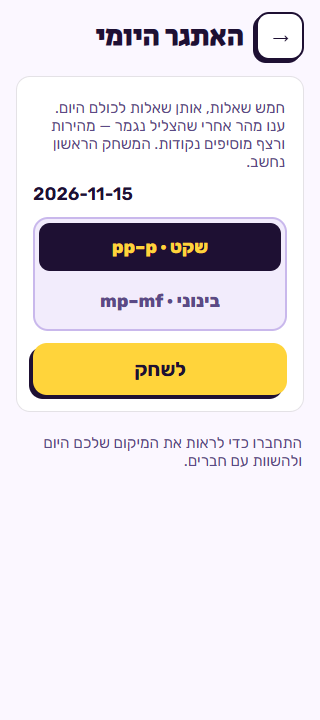 → האתגר היומי
חמש שאלות, אותן שאלות לכולם היום.
ענו מהר אחרי שהצליל נגמר — מהירות
ורצף מוסיפים נקודות. המשחק הראשון
נחשב.
2026-11-15
שקט · pp–p
בינוני · mp–mf
לשחק
התחברו כדי לראות את המיקום שלכם היום
ולהשוות עם חברים.